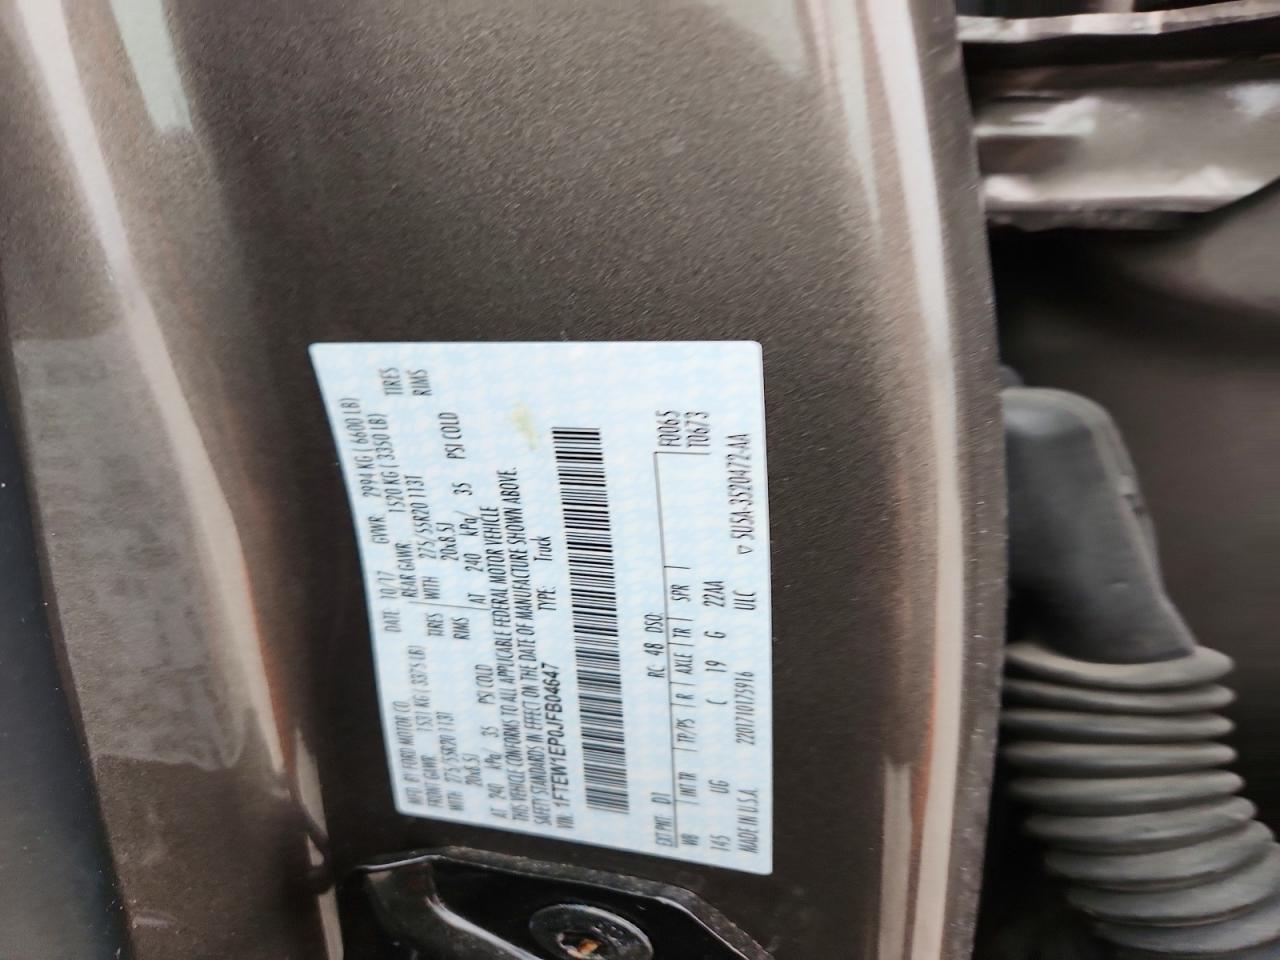 MFD. BY FORD MOTOR CO. DATE 10/17 GVWR 2994 KG ( 6600 LB)
FRONT GAWR 1531 KG ( 3375 LB) REAR GAWR 1520 KG ( 3350 LB)
WITH 275/55R20 113T TIRES WITH 275/55R20 113T TIRES
20x8.5J RIMS 20x8.5J RIMS
AT 240 kPa/ 35 PSI COLD AT 240 kPa/ 35 PSI COLD
THIS VEHICLE CONFORMS TO ALL APPLICABLE FEDERAL MOTOR VEHICLE
SAFETY STANDARDS IN EFFECT ON THE DATE OF MANUFACTURE SHOWN ABOVE.
VIN: 1FTEW1EP0JFB04647 TYPE: Truck
EXT PNT: D1 RC: 48 DSO: F0065
WB INT TR TP/PS R AXLE TR SPR T0673
145 UG C 19 G 22AA
MADE IN U.S.A. 220171017S916 ULC ▽ 5U5A-3520472-AA